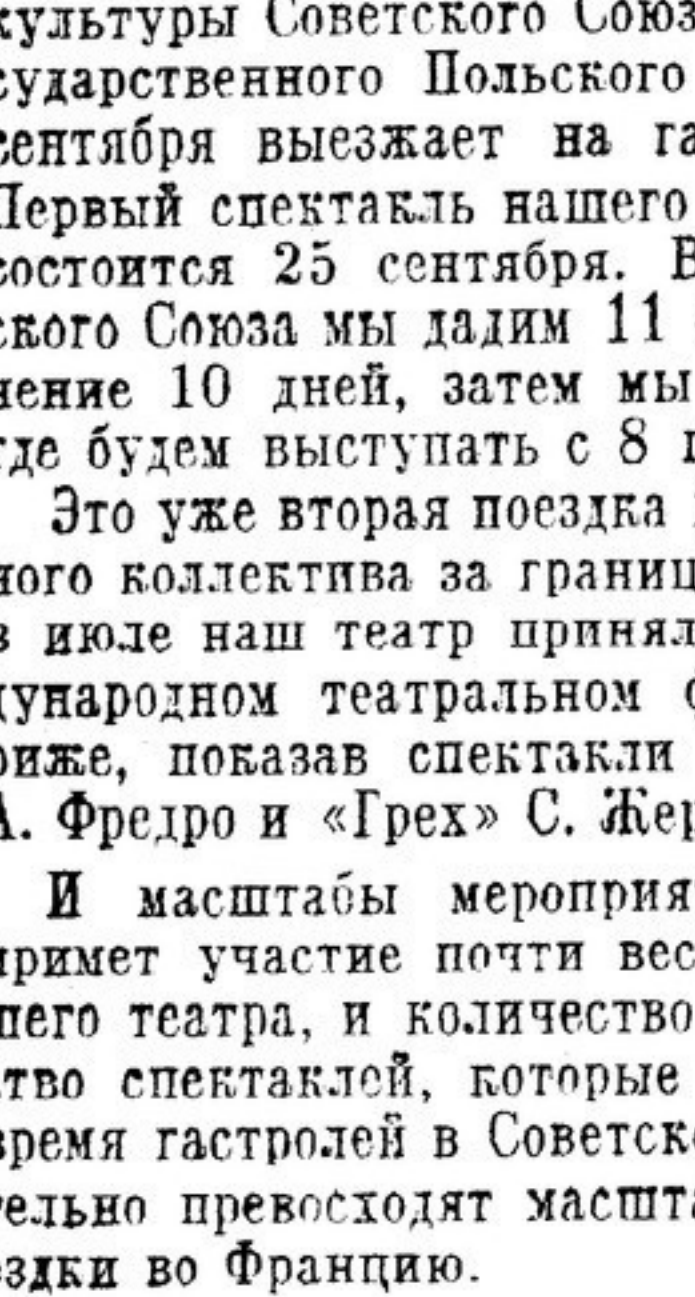 культуры Советского Союз
сударственного Польского
сентября выезжает на га
Первый спектакль нашего
состоится 25 сентября. В
ского Союза мы дадим 11
чение 10 дней, затем мы
где будем выступать с 8
Это уже вторая поездка
ного коллектива за границ
в июле наш театр принял
дународном театральном
риже, показав спектакли
А. Фредро и «Грех» С. Жер
И масштабы мероприя
примет участие почти вес
шего театра, и количество
ство спектаклей, которые
время гастролей в Советск
тельно превосходят масшта
ездки во Францию.